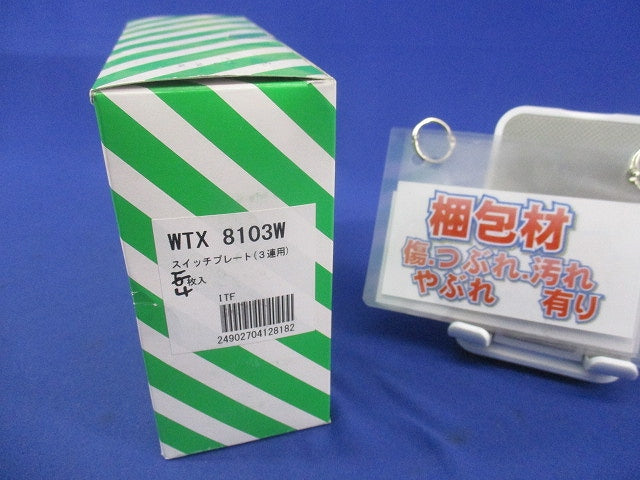 WTX 8103W
スイッチプレート(3連用)
枚入
4
ITF
24902704128182
梱包材
傷.つぶれ.汚れ
やぶれ 有り